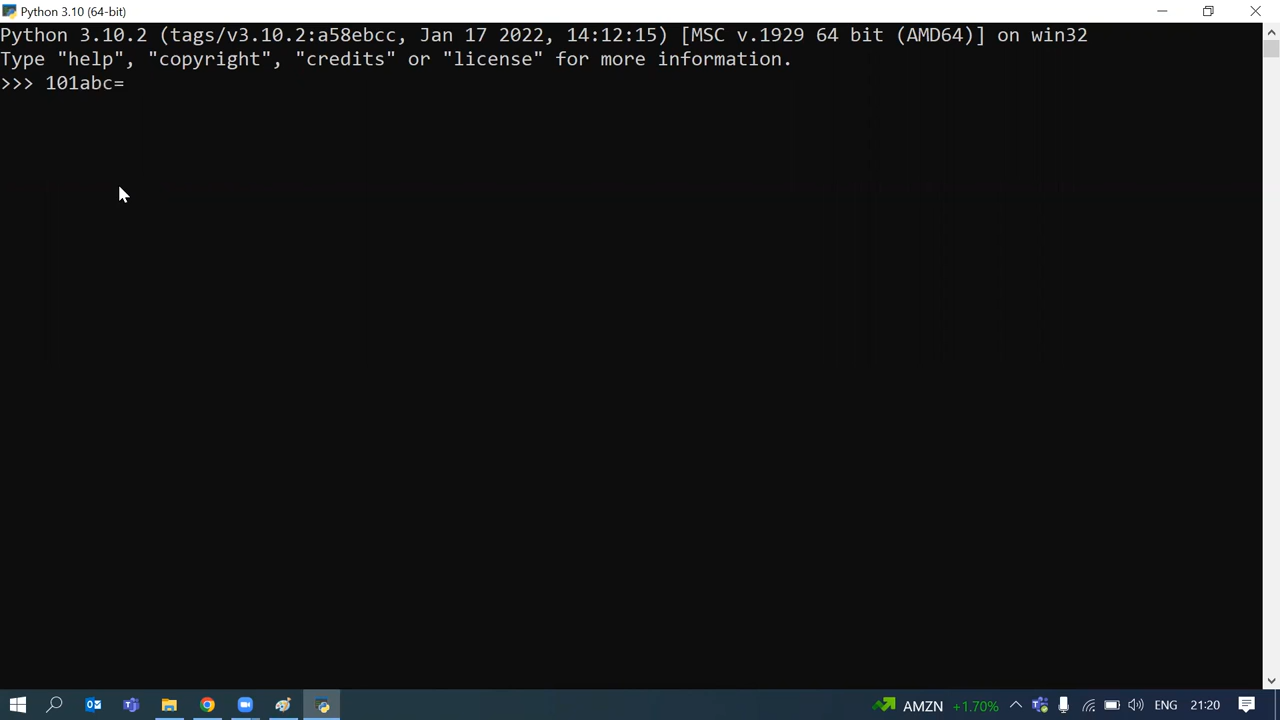 Python 3.10 (64-bit)
Python 3.10.2 (tags/v3.10.2:a58ebcc, Jan 17 2022, 14:12:15) [MSC v.1929 64 bit (AMD64)] on win32
Type "help", "copyright", "credits" or "license" for more information.
>>> 101abc=
AMZN +1.70% ENG 21:20